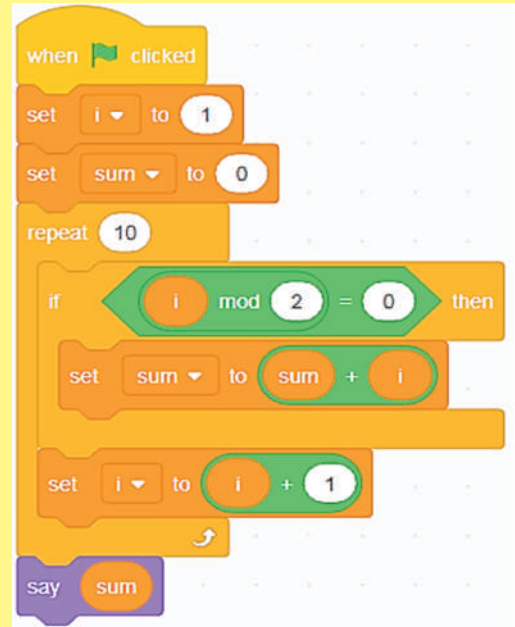 when clicked
set i to 1
set sum to 0
repeat 10
if i mod 2 = 0 then
set sum to sum + i
set i to i + 1
say sum